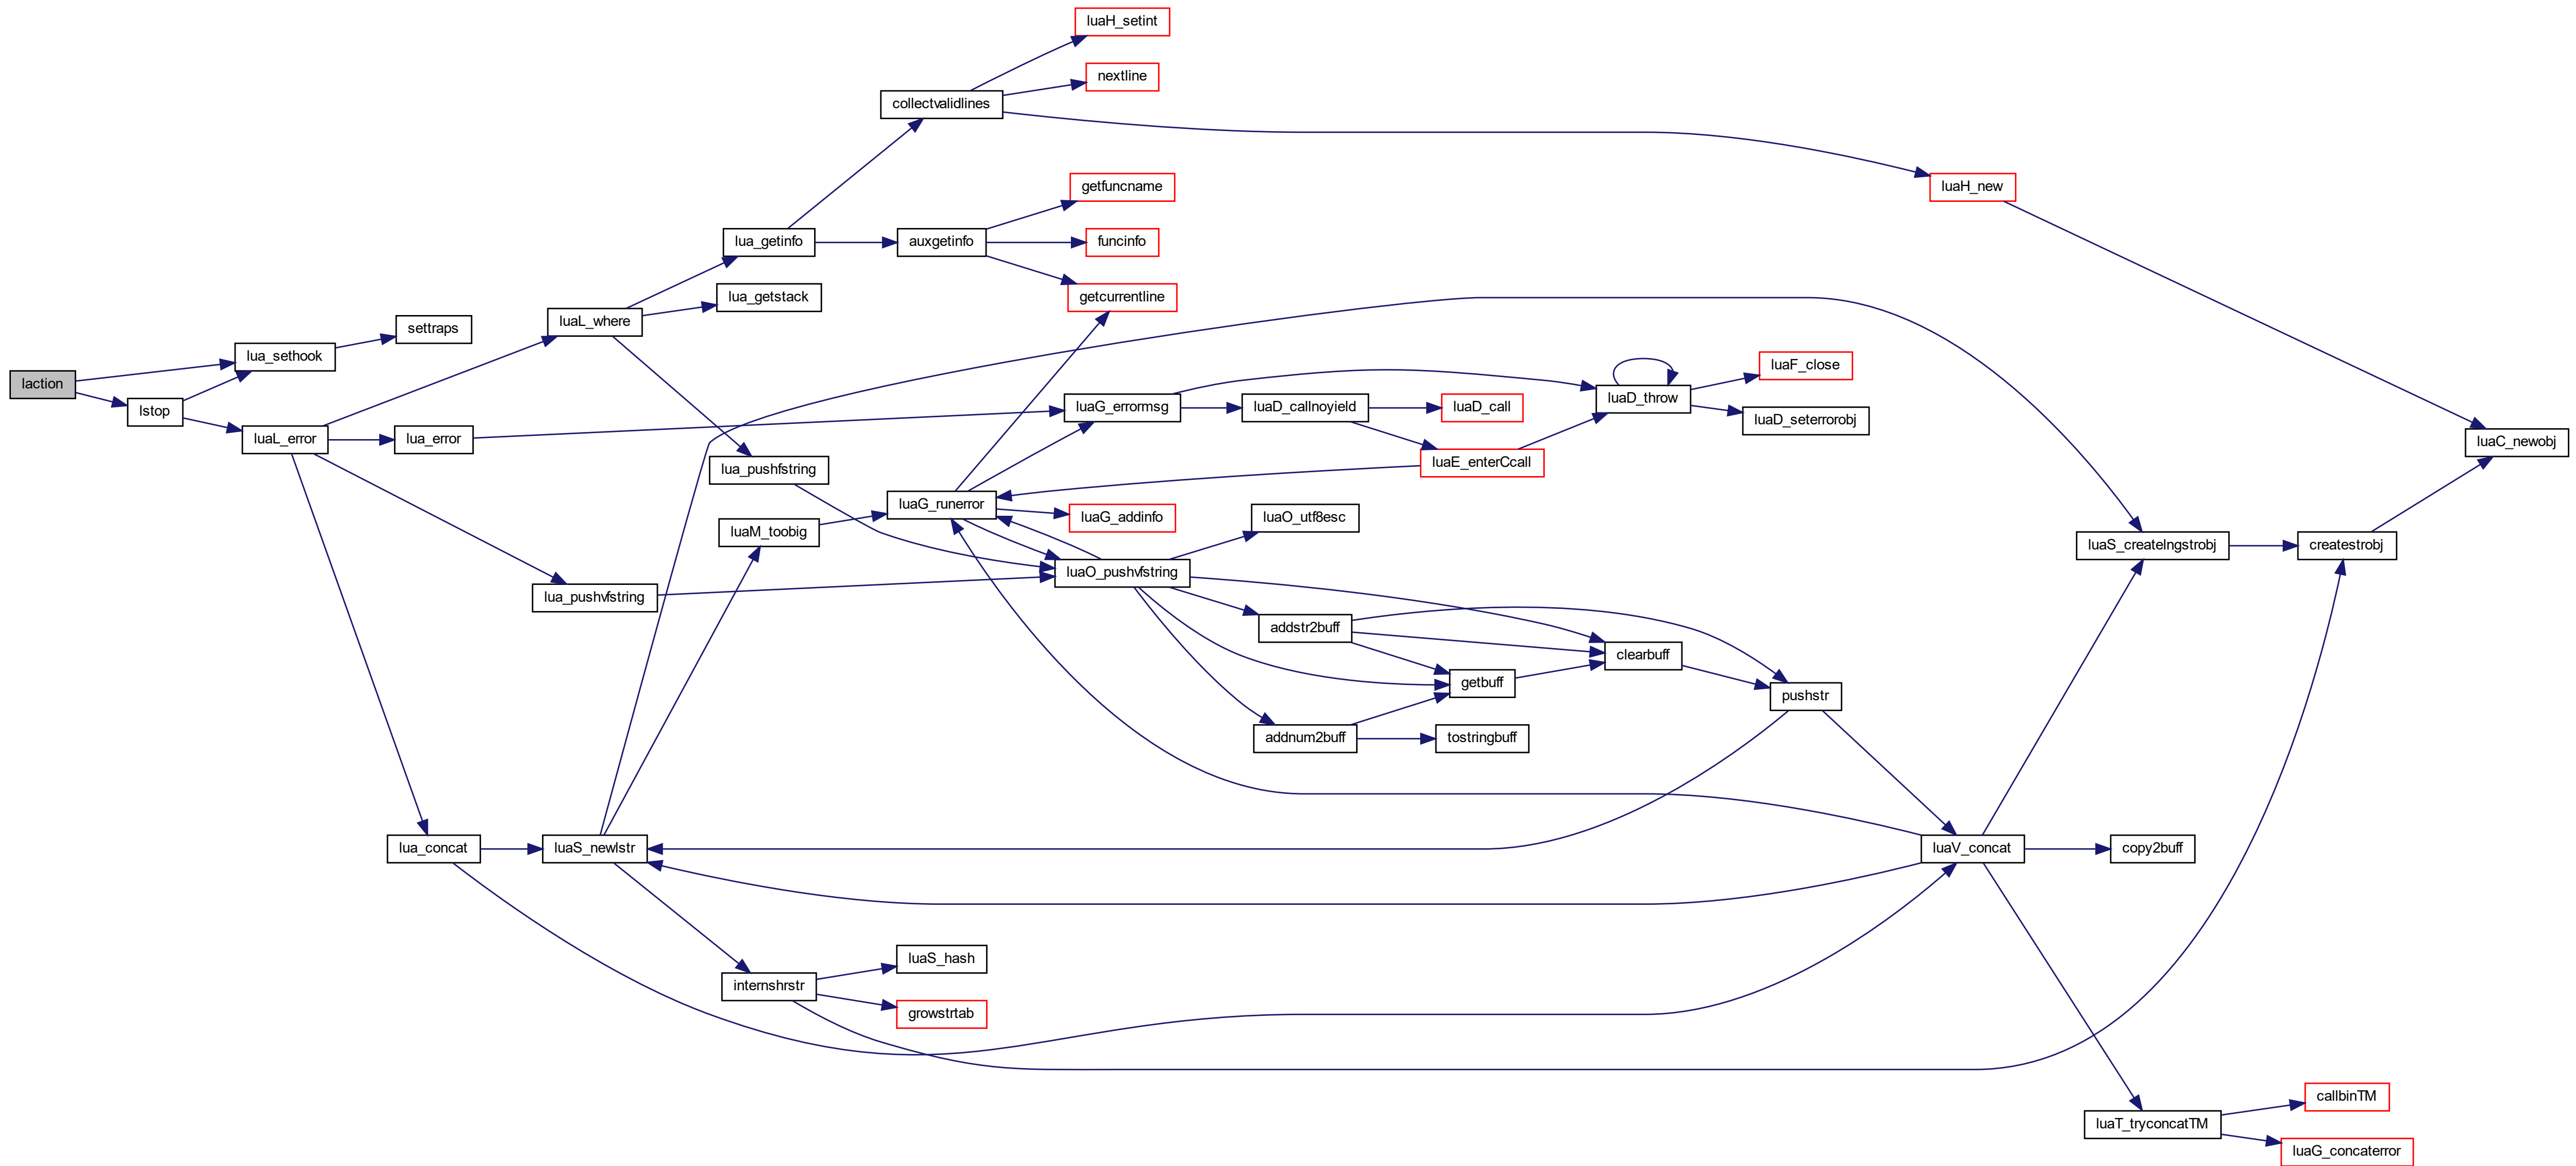 luaH_setint
nextline
collectvalidlines
luaH_new
getfuncname
lua_getinfo
auxgetinfo
funcinfo
lua_getstack
getcurrentline
luaL_where
settraps
lua_sethook
laction
lstop
luaF_close
luaD_throw
luaG_errormsg
luaD_callnoyield
luaD_call
luaD_seterrorobj
luaL_error
lua_error
luaC_newobj
luaE_enterCcall
lua_pushfstring
luaG_runerror
luaG_addinfo
luaO_utf8esc
luaM_toobig
luaS_createlngstrobj
createstrobj
luaO_pushvfstring
lua_pushvfstring
addstr2buff
clearbuff
getbuff
pushstr
addnum2buff
tostringbuff
lua_concat
luaS_newlstr
luaV_concat
copy2buff
luaS_hash
internshrstr
growstrtab
callbinTM
luaT_tryconcatTM
luaG_concaterror